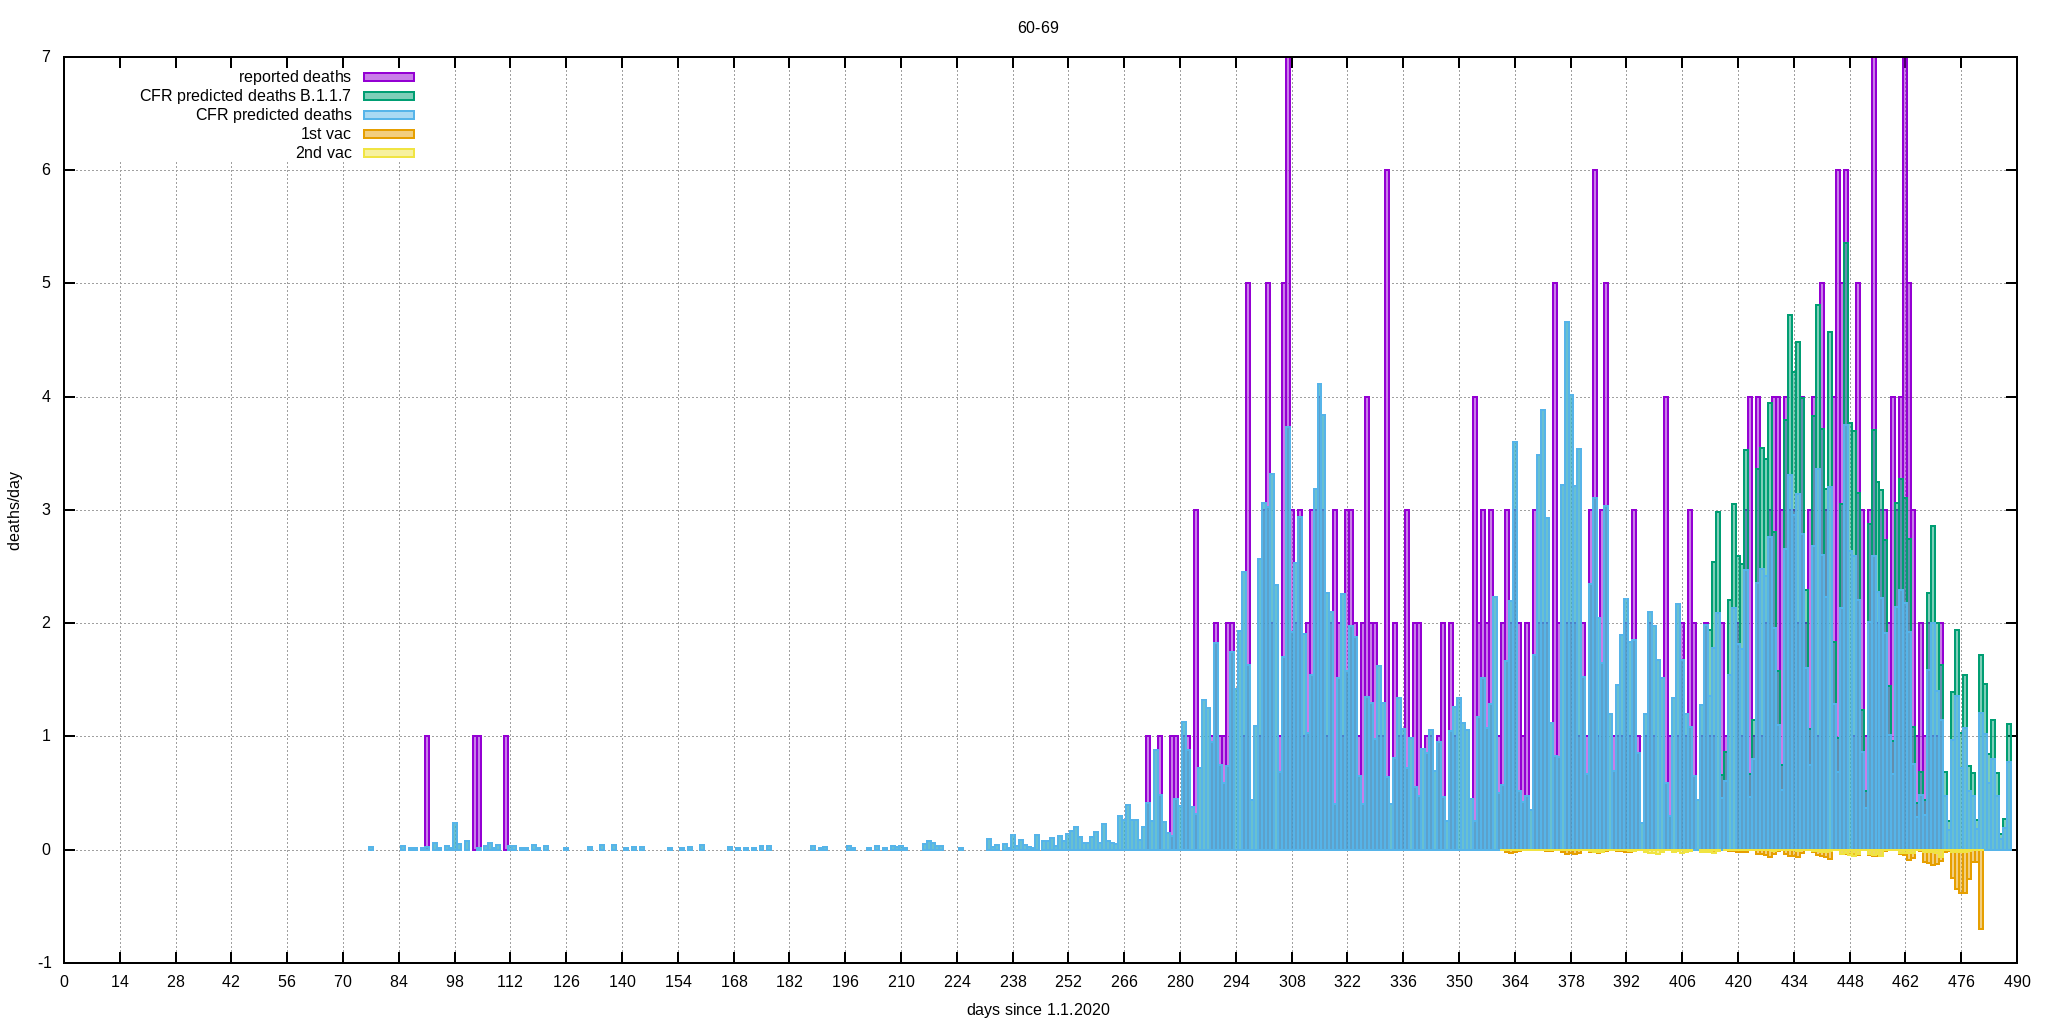 60-69
7
reported deaths
CFR predicted deaths B.1.1.7
CFR predicted deaths
1st vac
2nd vac
6
5
4
3
2
1
0
-1
deaths/day
0 14 28 42 56 70 84 98 112 126 140 154 168 182 196 210 224 238 252 266 280 294 308 322 336 350 364 378 392 406 420 434 448 462 476 490
days since 1.1.2020